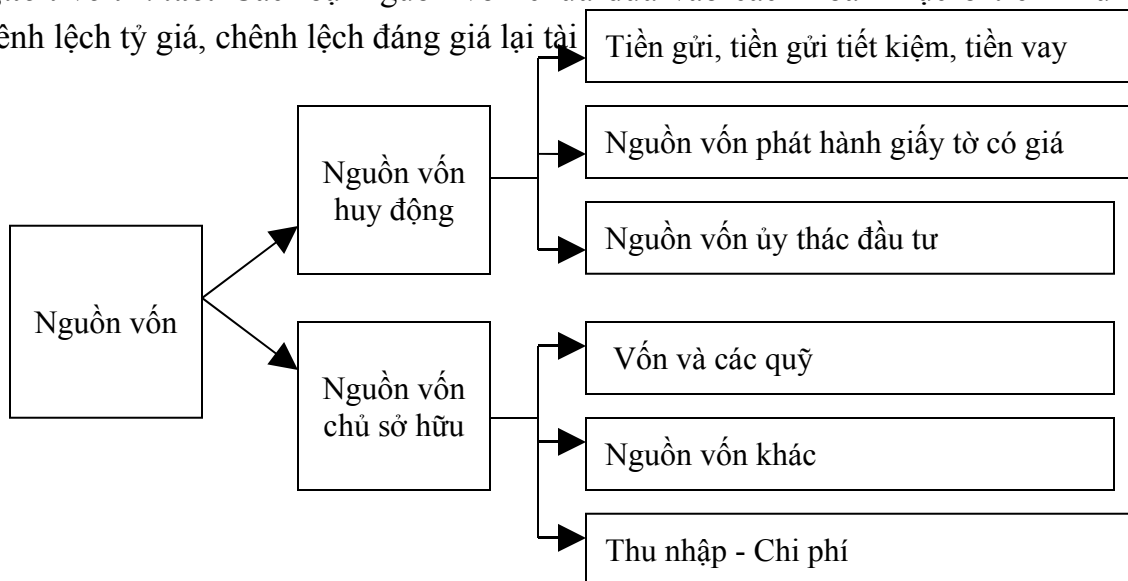 ênh lệch tỷ giá, chênh lệch đáng giá lại tài
Tiền gửi, tiền gửi tiết kiệm, tiền vay
Nguồn vốn phát hành giấy tờ có giá
Nguồn vốn
huy động
Nguồn vốn ủy thác đầu tư
Nguồn vốn
Vốn và các quỹ
Nguồn vốn
chủ sở hữu
Nguồn vốn khác
Thu nhập - Chi phí